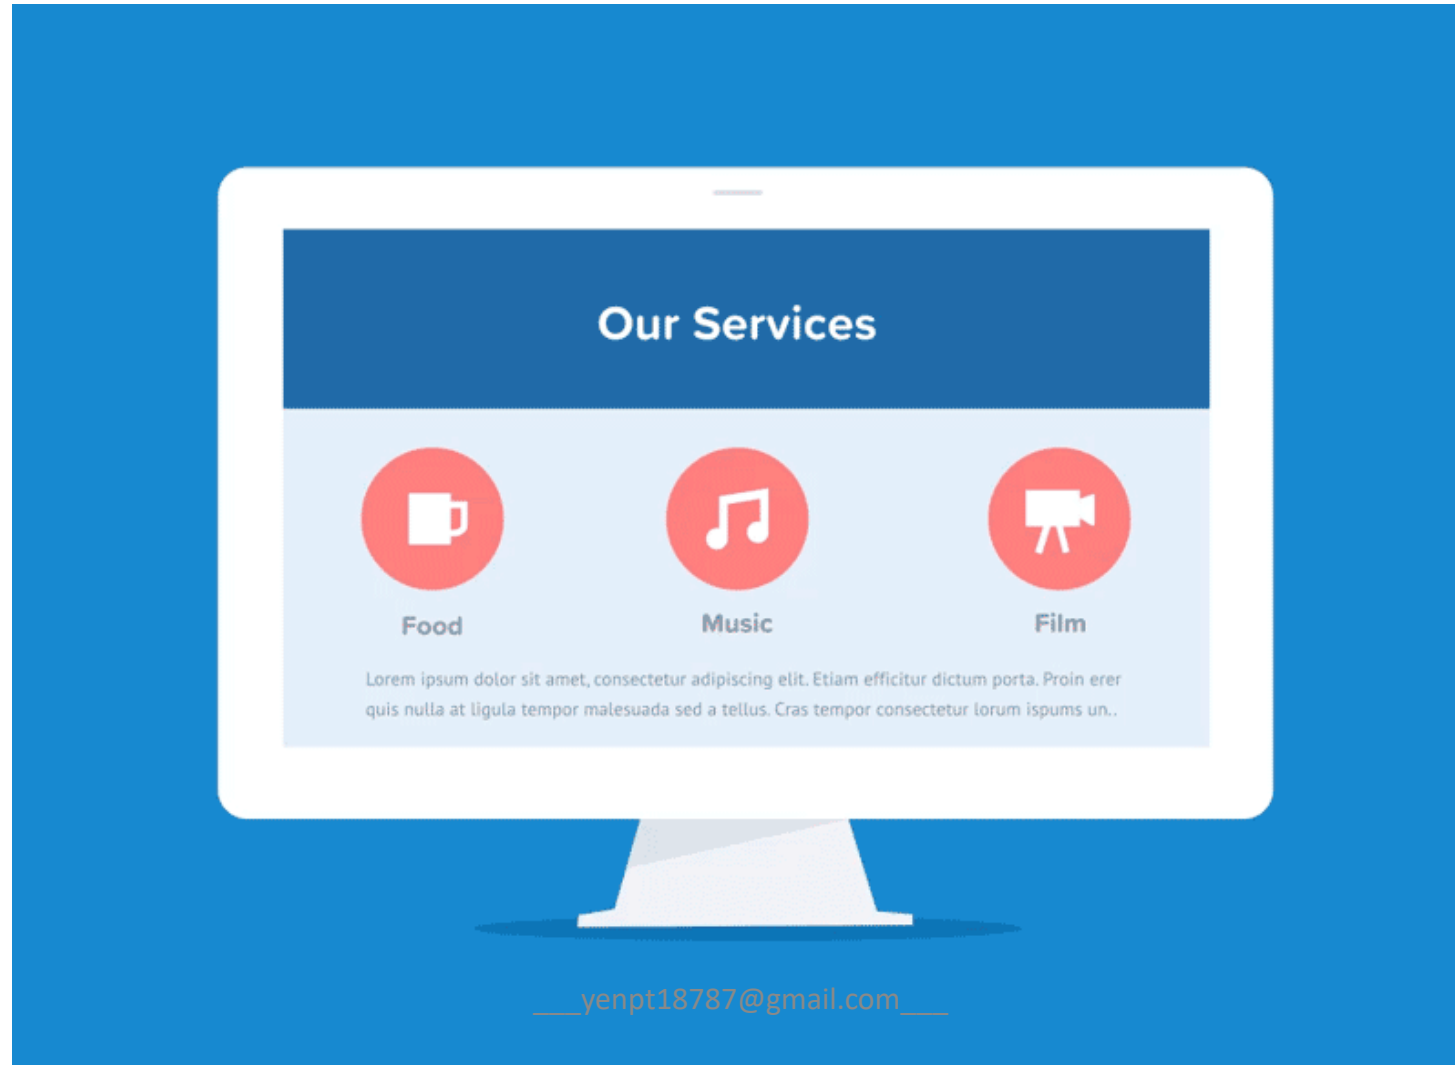 Our Services
Food Music Film
Lorem ipsum dolor sit amet, consectetur adipiscing elit. Etiam efficitur dictum porta. Proin erer
quis nulla at ligula tempor malesuada sed a tellus. Cras tempor consectetur lorum ispums un..
___yenpt18787@gmail.com___